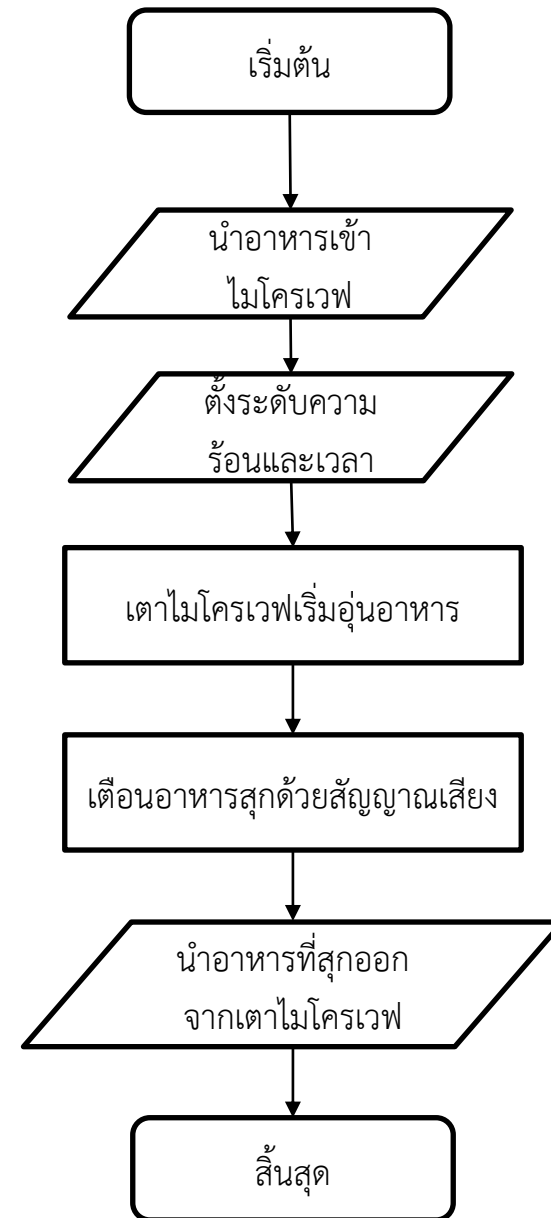 เริ่มต้น
นำอาหารเข้า
ไมโครเวฟ
ตั้งระดับความ
ร้อนและเวลา
เตาไมโครเวฟเริ่มอุ่นอาหาร
เตือนอาหารสุกด้วยสัญญาณเสียง
นำอาหารที่สุกออก
จากเตาไมโครเวฟ
สิ้นสุด